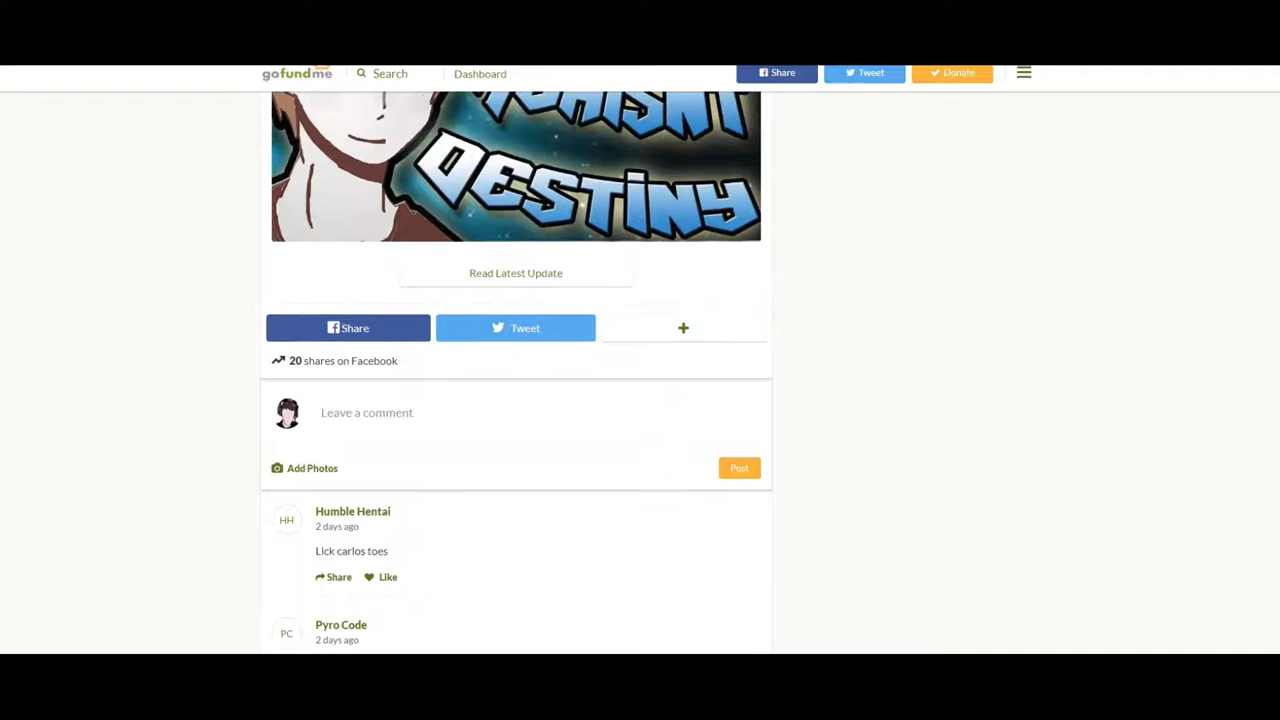 gofundme Search Dashboard Share Tweet Donate
DESTINY
Read Latest Update
Share Tweet +
20 shares on Facebook
Leave a comment
Add Photos Post
HH Humble Hentai
2 days ago
Lick carlos toes
Share Like
PC Pyro Code
2 days ago